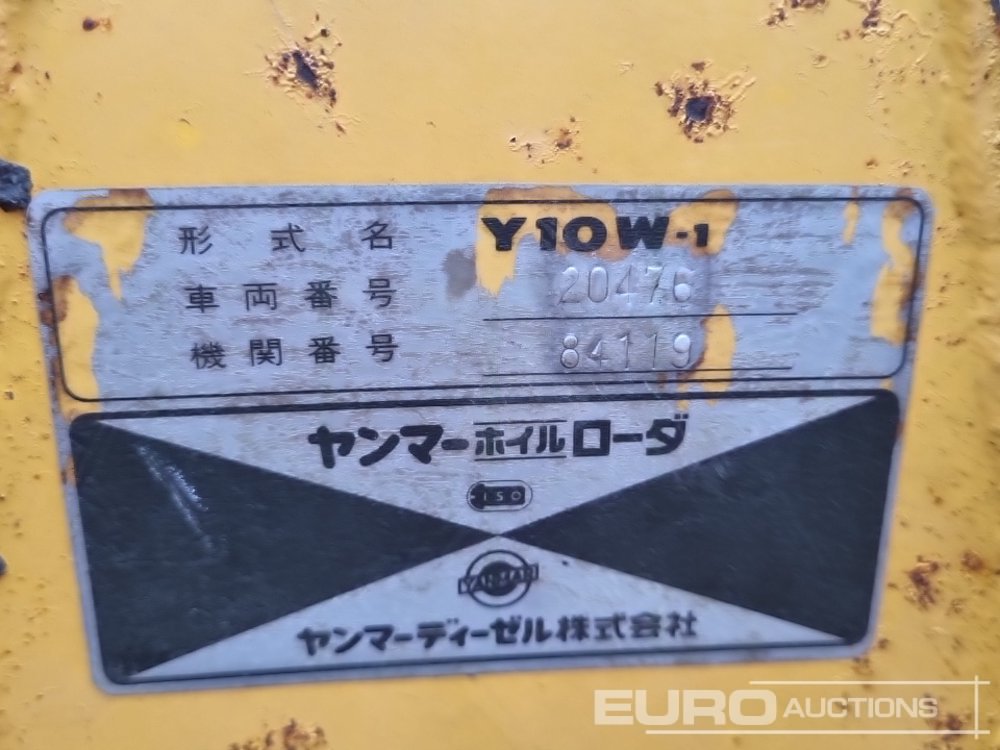 形式名 Y10W-1
車両番号 20476
機関番号 84119
ヤンマーホイルローダ
ISO
YANMAR
ヤンマーディーゼル株式会社
EURO AUCTIONS